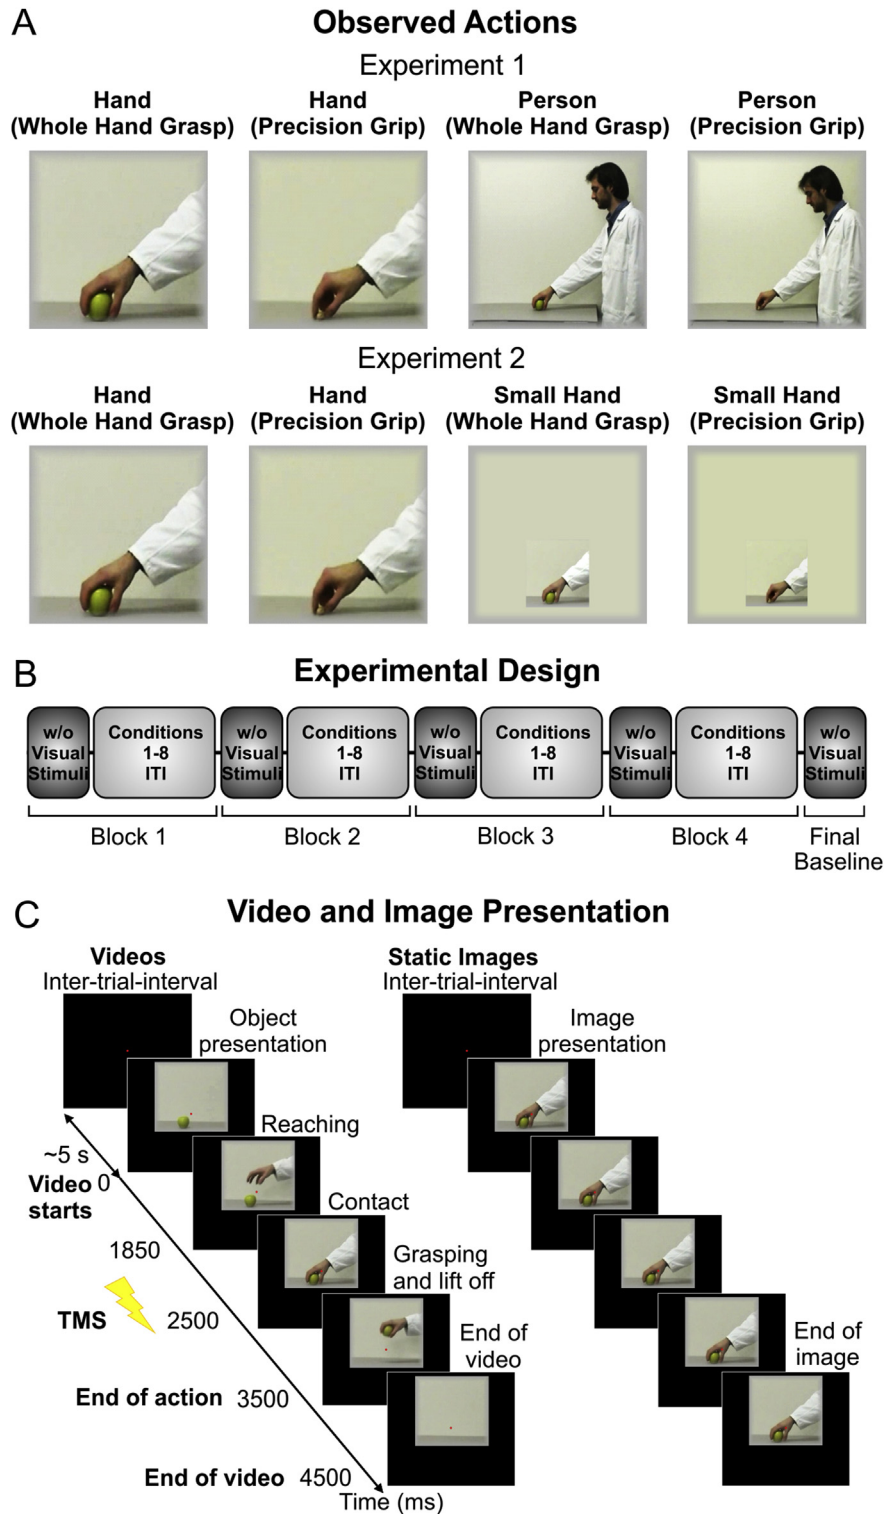 A
Observed Actions
Experiment 1
Hand
(Whole Hand Grasp)
Hand
(Precision Grip)
Person
(Whole Hand Grasp)
Person
(Precision Grip)
Experiment 2
Hand
(Whole Hand Grasp)
Hand
(Precision Grip)
Small Hand
(Whole Hand Grasp)
Small Hand
(Precision Grip)
B
Experimental Design
w/o
Visual
Stimuli
Conditions
1-8
ITI
w/o
Visual
Stimuli
Conditions
1-8
ITI
w/o
Visual
Stimuli
Conditions
1-8
ITI
w/o
Visual
Stimuli
Conditions
1-8
ITI
w/o
Visual
Stimuli
Block 1
Block 2
Block 3
Block 4
Final
Baseline
C
Video and Image Presentation
Videos
Inter-trial-interval
Object
presentation
Reaching
Contact
Grasping
and lift off
End of
video
~5 s
Video
starts
0
1850
TMS
2500
End of action
3500
End of video
4500
Time (ms)
Static Images
Inter-trial-interval
Image
presentation
End of
image